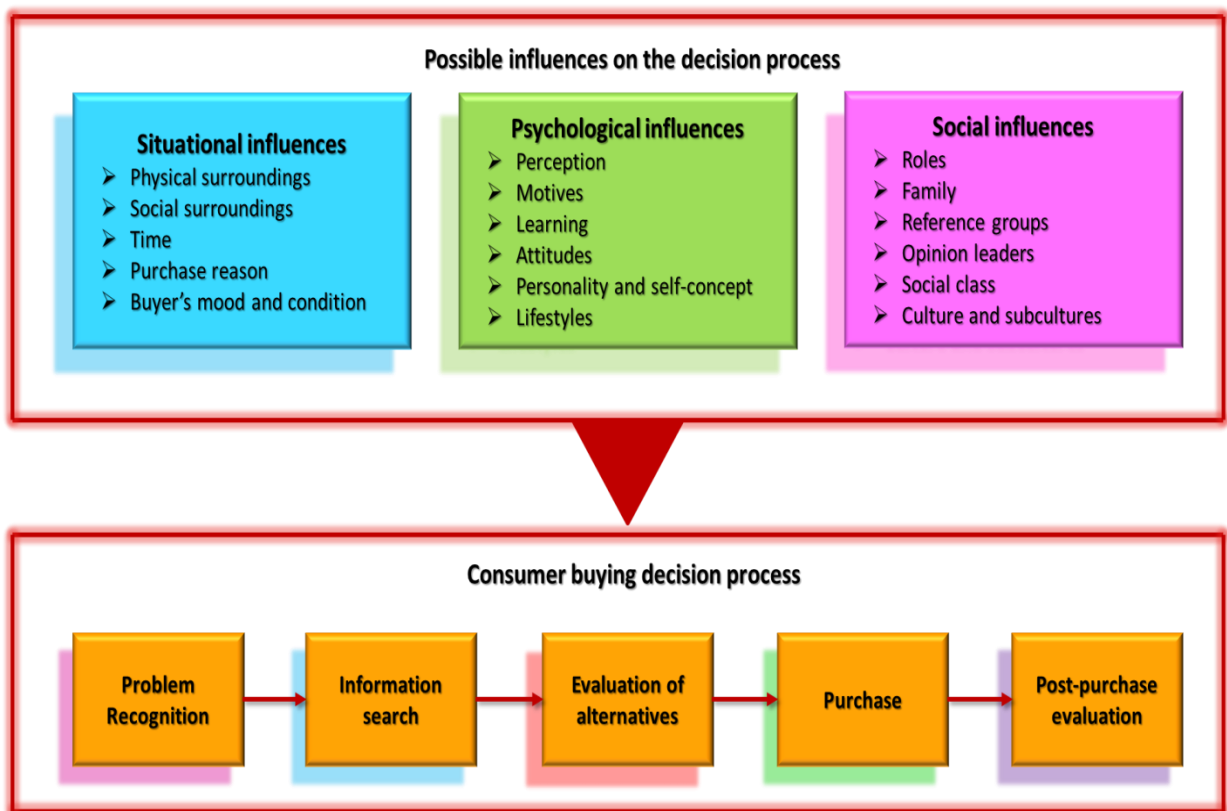 Possible influences on the decision process
Situational influences
➤ Physical surroundings
➤ Social surroundings
➤ Time
➤ Purchase reason
➤ Buyer’s mood and condition
Psychological influences
➤ Perception
➤ Motives
➤ Learning
➤ Attitudes
➤ Personality and self-concept
➤ Lifestyles
Social influences
➤ Roles
➤ Family
➤ Reference groups
➤ Opinion leaders
➤ Social class
➤ Culture and subcultures
Consumer buying decision process
Problem
Recognition
Information
search
Evaluation of
alternatives
Purchase
Post-purchase
evaluation